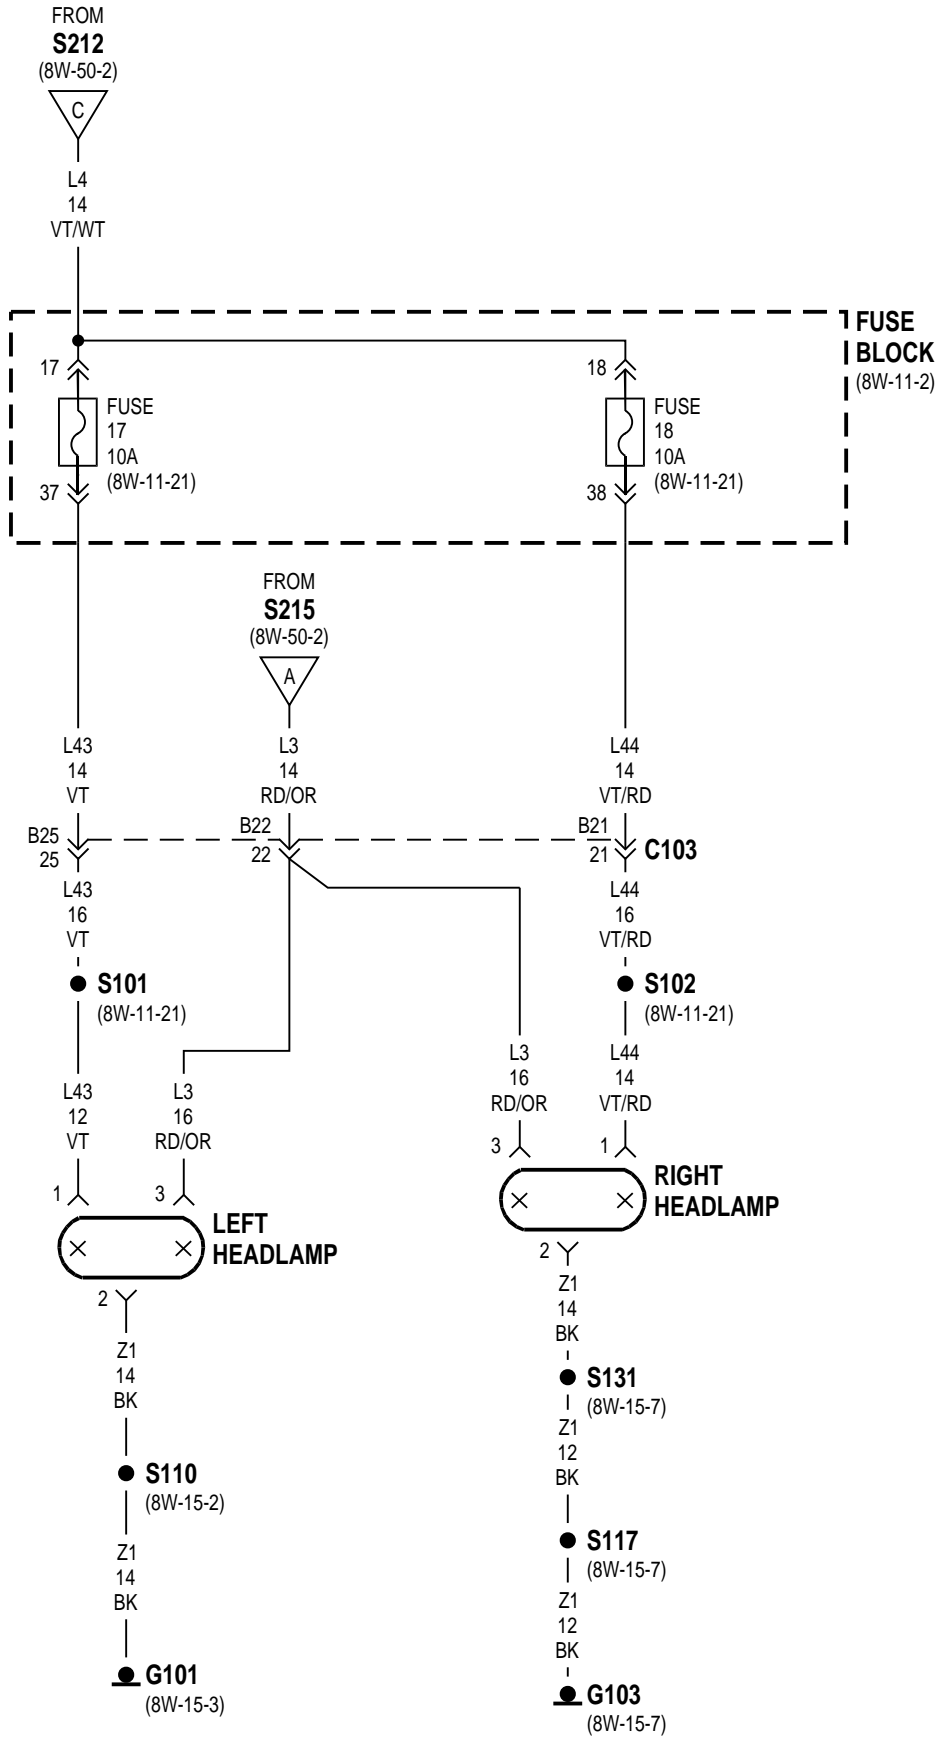 FROM
S212
(8W-50-2)
C
L4
14
VT/WT
FUSE
BLOCK
(8W-11-2)
17
FUSE
17
10A
(8W-11-21)
37
18
FUSE
18
10A
(8W-11-21)
38
FROM
S215
(8W-50-2)
A
L43
14
VT
L3
14
RD/OR
L44
14
VT/RD
B25
25
B22
22
B21
21
C103
L43
16
VT
L44
16
VT/RD
S101
(8W-11-21)
S102
(8W-11-21)
L43
12
VT
L3
16
RD/OR
L3
16
RD/OR
L44
14
VT/RD
1
3
LEFT
HEADLAMP
3
1
RIGHT
HEADLAMP
2
Z1
14
BK
S110
(8W-15-2)
Z1
14
BK
G101
(8W-15-3)
2
Z1
14
BK
S131
(8W-15-7)
Z1
12
BK
S117
(8W-15-7)
Z1
12
BK
G103
(8W-15-7)